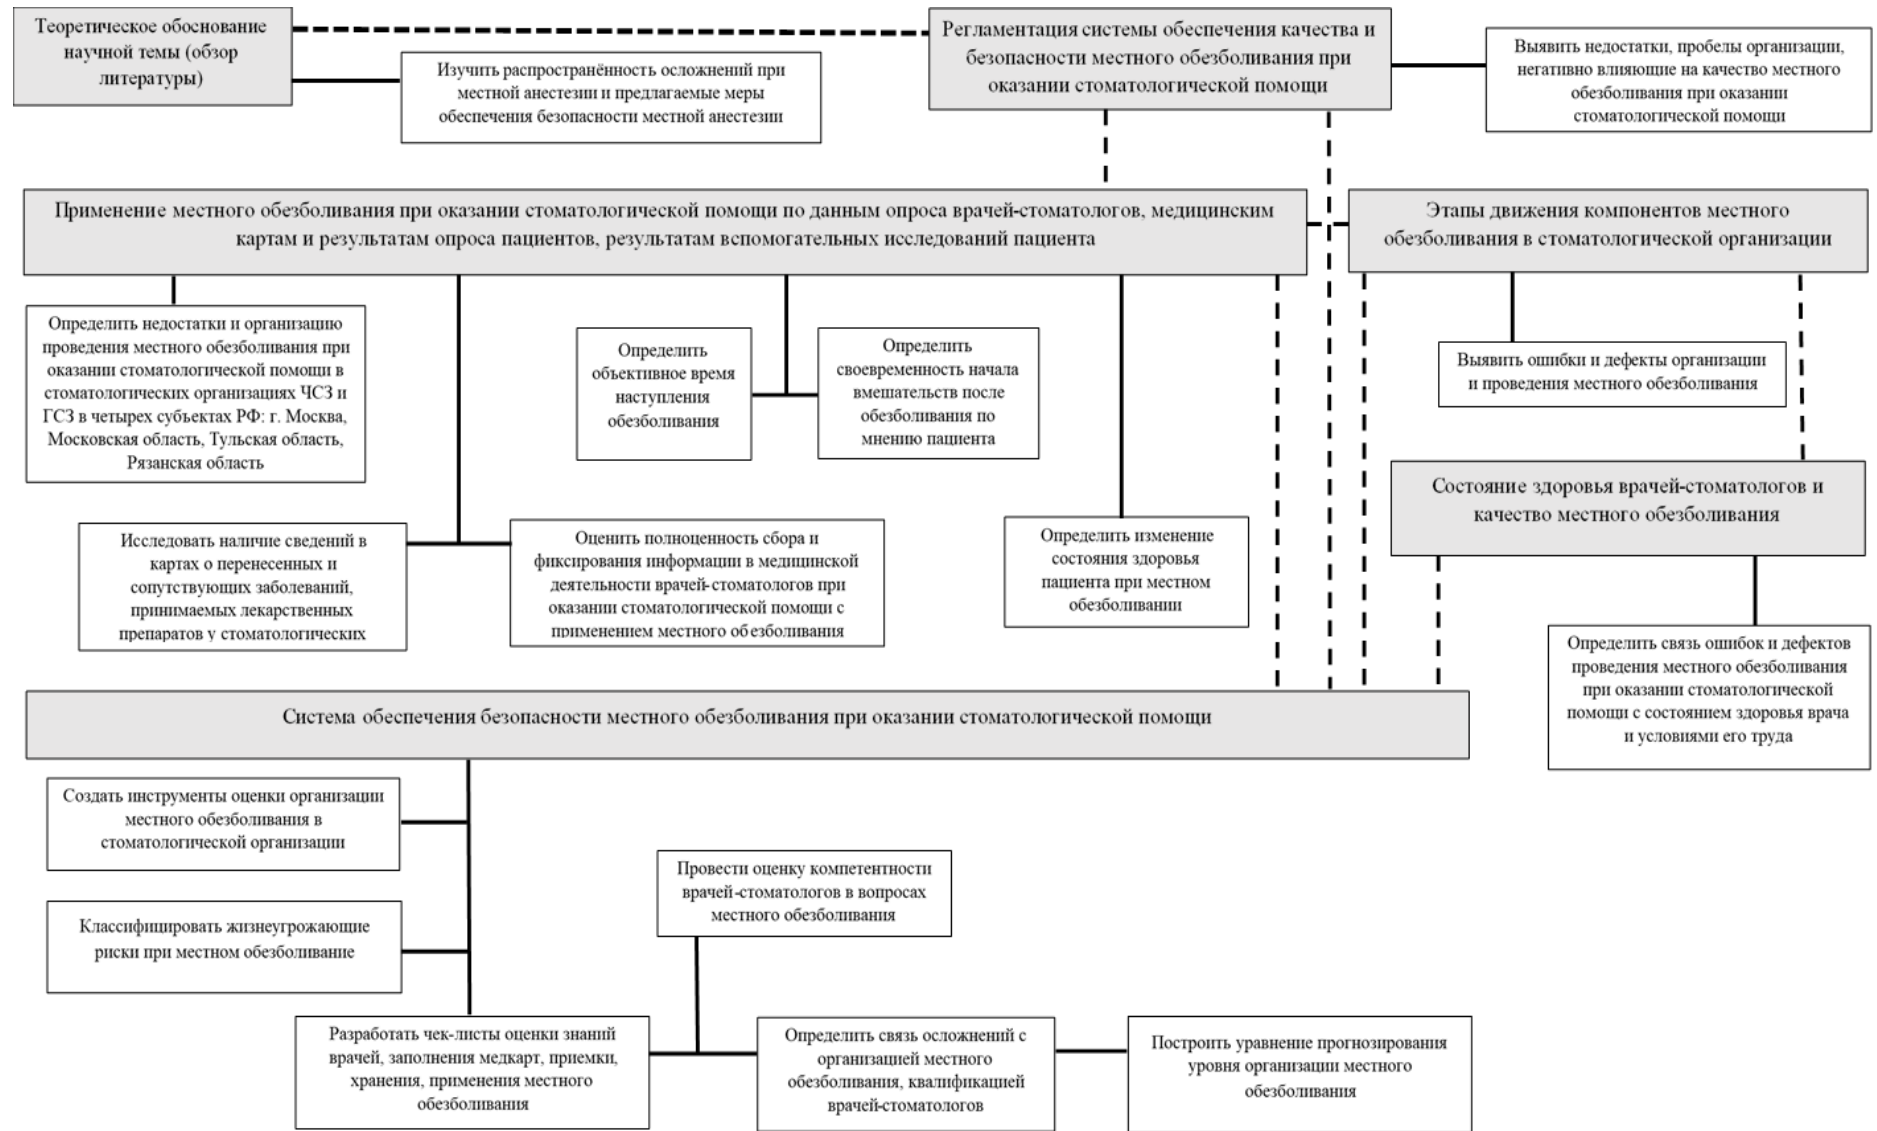 Теоретическое обоснование
научной темы (обзор
литературы)
Изучить распространённость осложнений при
местной анестезии и предлагаемые меры
обеспечения безопасности местной анестезии
Регламентация системы обеспечения качества и
безопасности местного обезболивания при
оказании стоматологической помощи
Выявить недостатки, пробелы организации,
негативно влияющие на качество местного
обезболивания при оказании
стоматологической помощи
Применение местного обезболивания при оказании стоматологической помощи по данным опроса врачей-стоматологов, медицинским
картам и результатам опроса пациентов, результатам вспомогательных исследований пациента
Этапы движения компонентов местного
обезболивания в стоматологической организации
Определить недостатки и организацию
проведения местного обезболивания при
оказании стоматологической помощи в
стоматологических организациях ЧСЗ и
ГСЗ в четырех субъектах РФ: г. Москва,
Московская область, Тульская область,
Рязанская область
Определить
объективное время
наступления
обезболивания
Определить
своевременность начала
вмешательств после
обезболивания по
мнению пациента
Выявить ошибки и дефекты организации
и проведения местного обезболивания
Состояние здоровья врачей-стоматологов и
качество местного обезболивания
Исследовать наличие сведений в
картах о перенесенных и
сопутствующих заболеваний,
принимаемых лекарственных
препаратов у стоматологических
Оценить полноценность сбора и
фиксирования информации в медицинской
деятельности врачей-стоматологов при
оказании стоматологической помощи с
применением местного обезболивания
Определить изменение
состояния здоровья
пациента при местном
обезболивании
Определить связь ошибок и дефектов
проведения местного обезболивания
при оказании стоматологической
помощи с состоянием здоровья врача
и условиями его труда
Система обеспечения безопасности местного обезболивания при оказании стоматологической помощи
Создать инструменты оценки организации
местного обезболивания в
стоматологической организации
Провести оценку компетентности
врачей-стоматологов в вопросах
местного обезболивания
Классифицировать жизнеугрожающие
риски при местном обезболивание
Разработать чек-листы оценки знаний
врачей, заполнения медкарт, приемки,
хранения, применения местного
обезболивания
Определить связь осложнений с
организацией местного
обезболивания, квалификацией
врачей-стоматологов
Построить уравнение прогнозирования
уровня организации местного
обезболивания